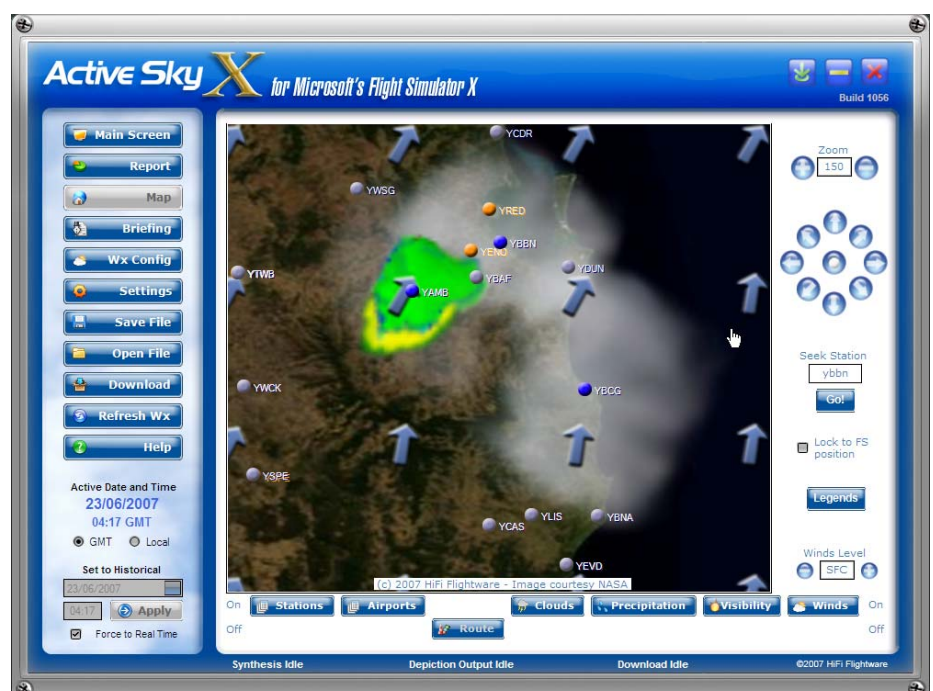 Active Sky X for Microsoft's Flight Simulator X
Build 1056
Main Screen
Report
Map
Briefing
Wx Config
Settings
Save File
Open File
Download
Refresh Wx
Help
Active Date and Time
23/06/2007
04:17 GMT
GMT Local
Set to Historical
23/06/2007
04:17 Apply
Force to Real Time
YCDR
YWSG
YRED
YBBN
YENO
YTWB
YBAF
YDUN
YAMB
YWCK
YBCG
YSPE
YLIS
YBNA
YCAS
YEVD
(c) 2007 HiFi Flightware - Image courtesy NASA
Zoom
150
Seek Station
ybbn
Go!
Lock to FS
position
Legends
Winds Level
SFC
On Stations Airports Clouds Precipitation Visibility Winds On
Off Route Off
Synthesis Idle Depiction Output Idle Download Idle ©2007 HiFi Flightware